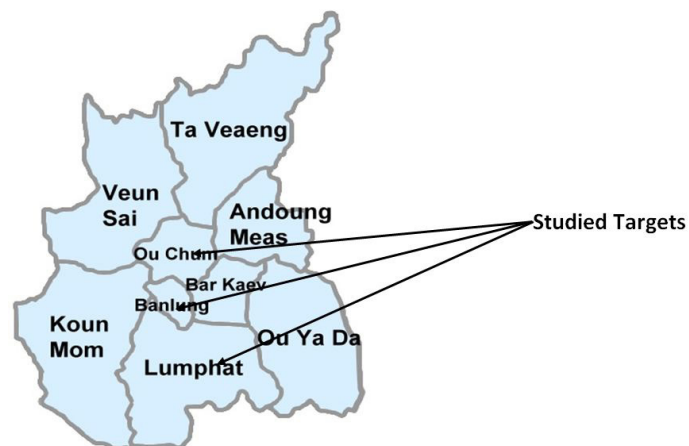 Ta Veaeng
Veun
Sai
Andoung
Meas
Studied Targets
Ou Chum
Bar Kaev
Banlung
Koun
Mom
Ou Ya Da
Lumphat